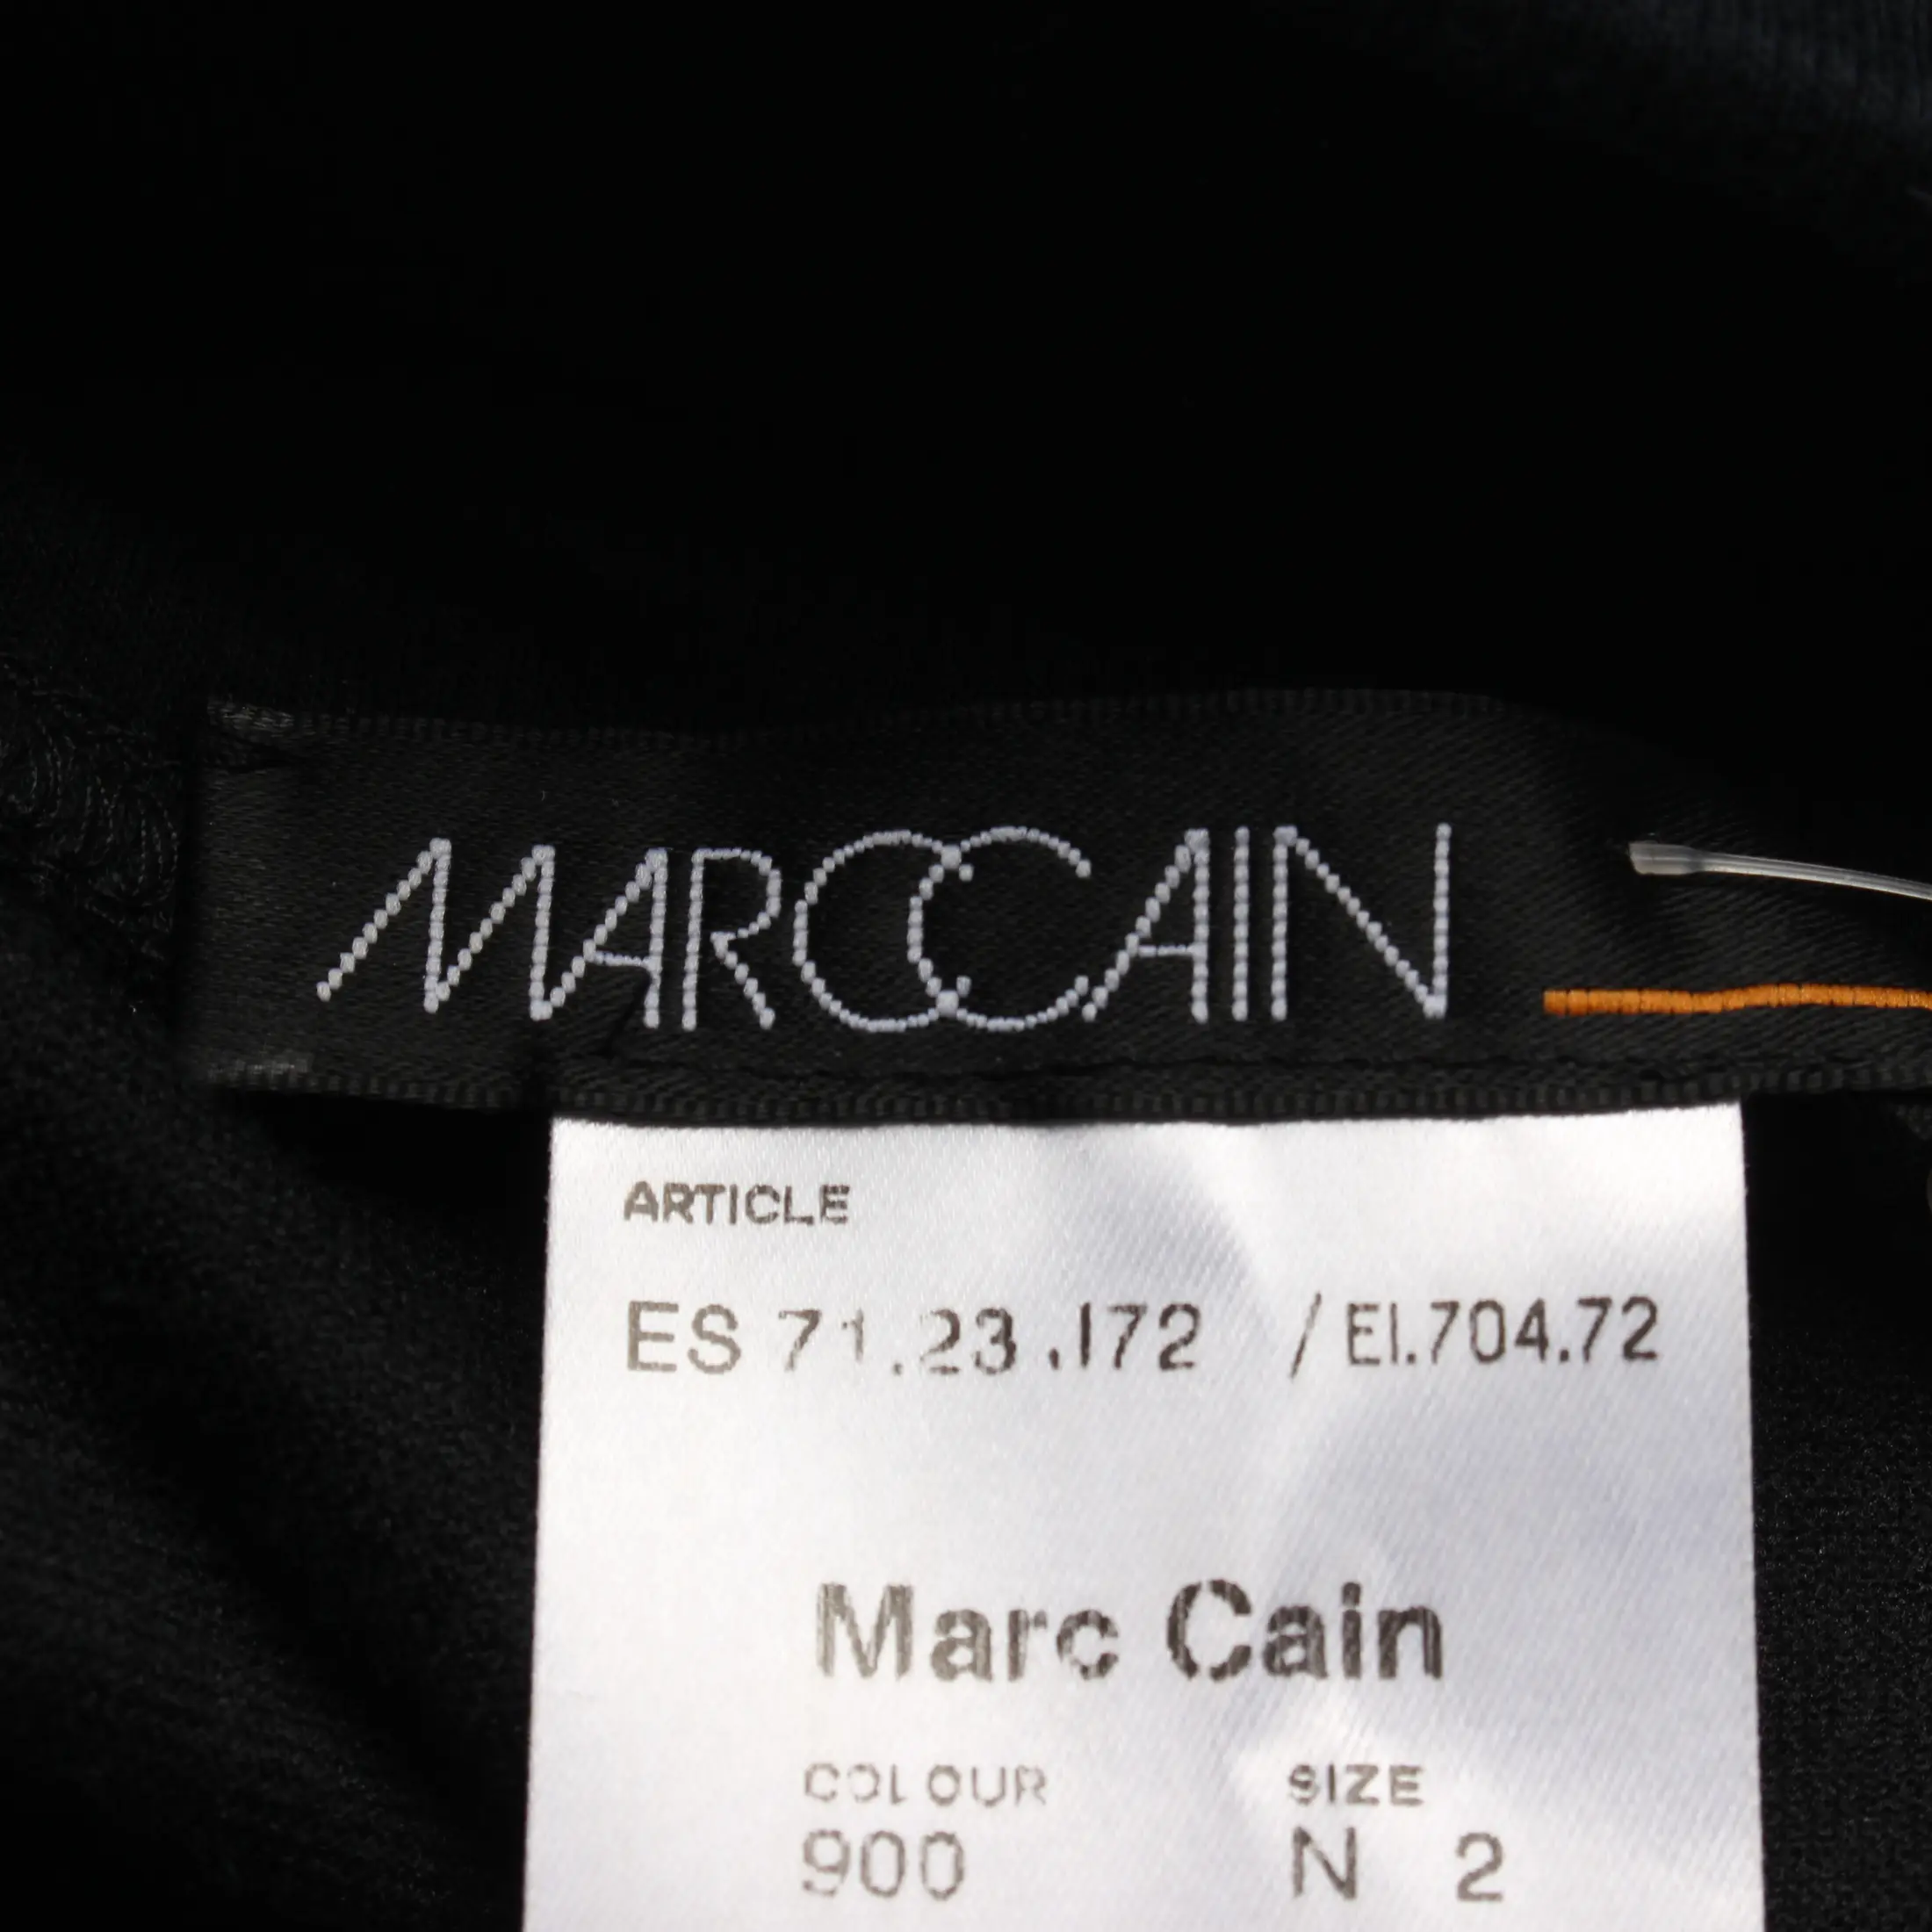 MARCCAIN
ARTICLE
ES 71.23.172 / EI.704.72
Marc Cain
COLOUR SIZE
900 N 2